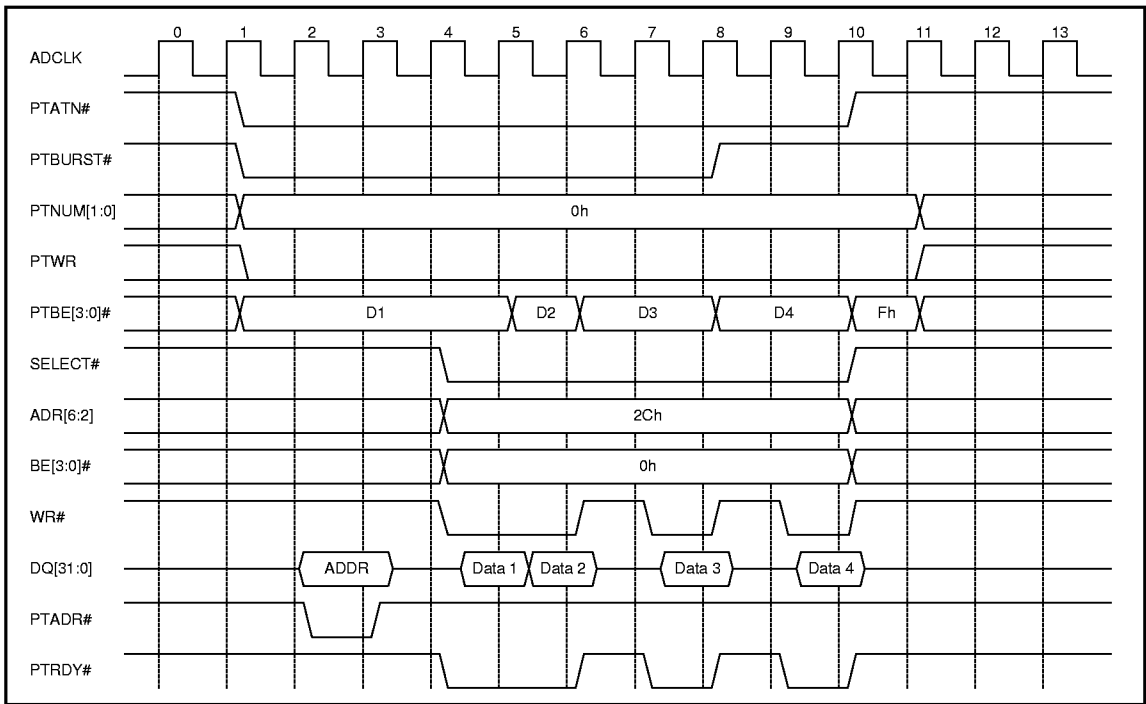 0 1 2 3 4 5 6 7 8 9 10 11 12 13
ADCLK
PTATN#
PTBURST#
PTNUM[1:0] 0h
PTWR
PTBE[3:0]# D1 D2 D3 D4 Fh
SELECT#
ADR[6:2] 2Ch
BE[3:0]# 0h
WR#
DQ[31:0] ADDR Data 1 Data 2 Data 3 Data 4
PTADR#
PTRDY#